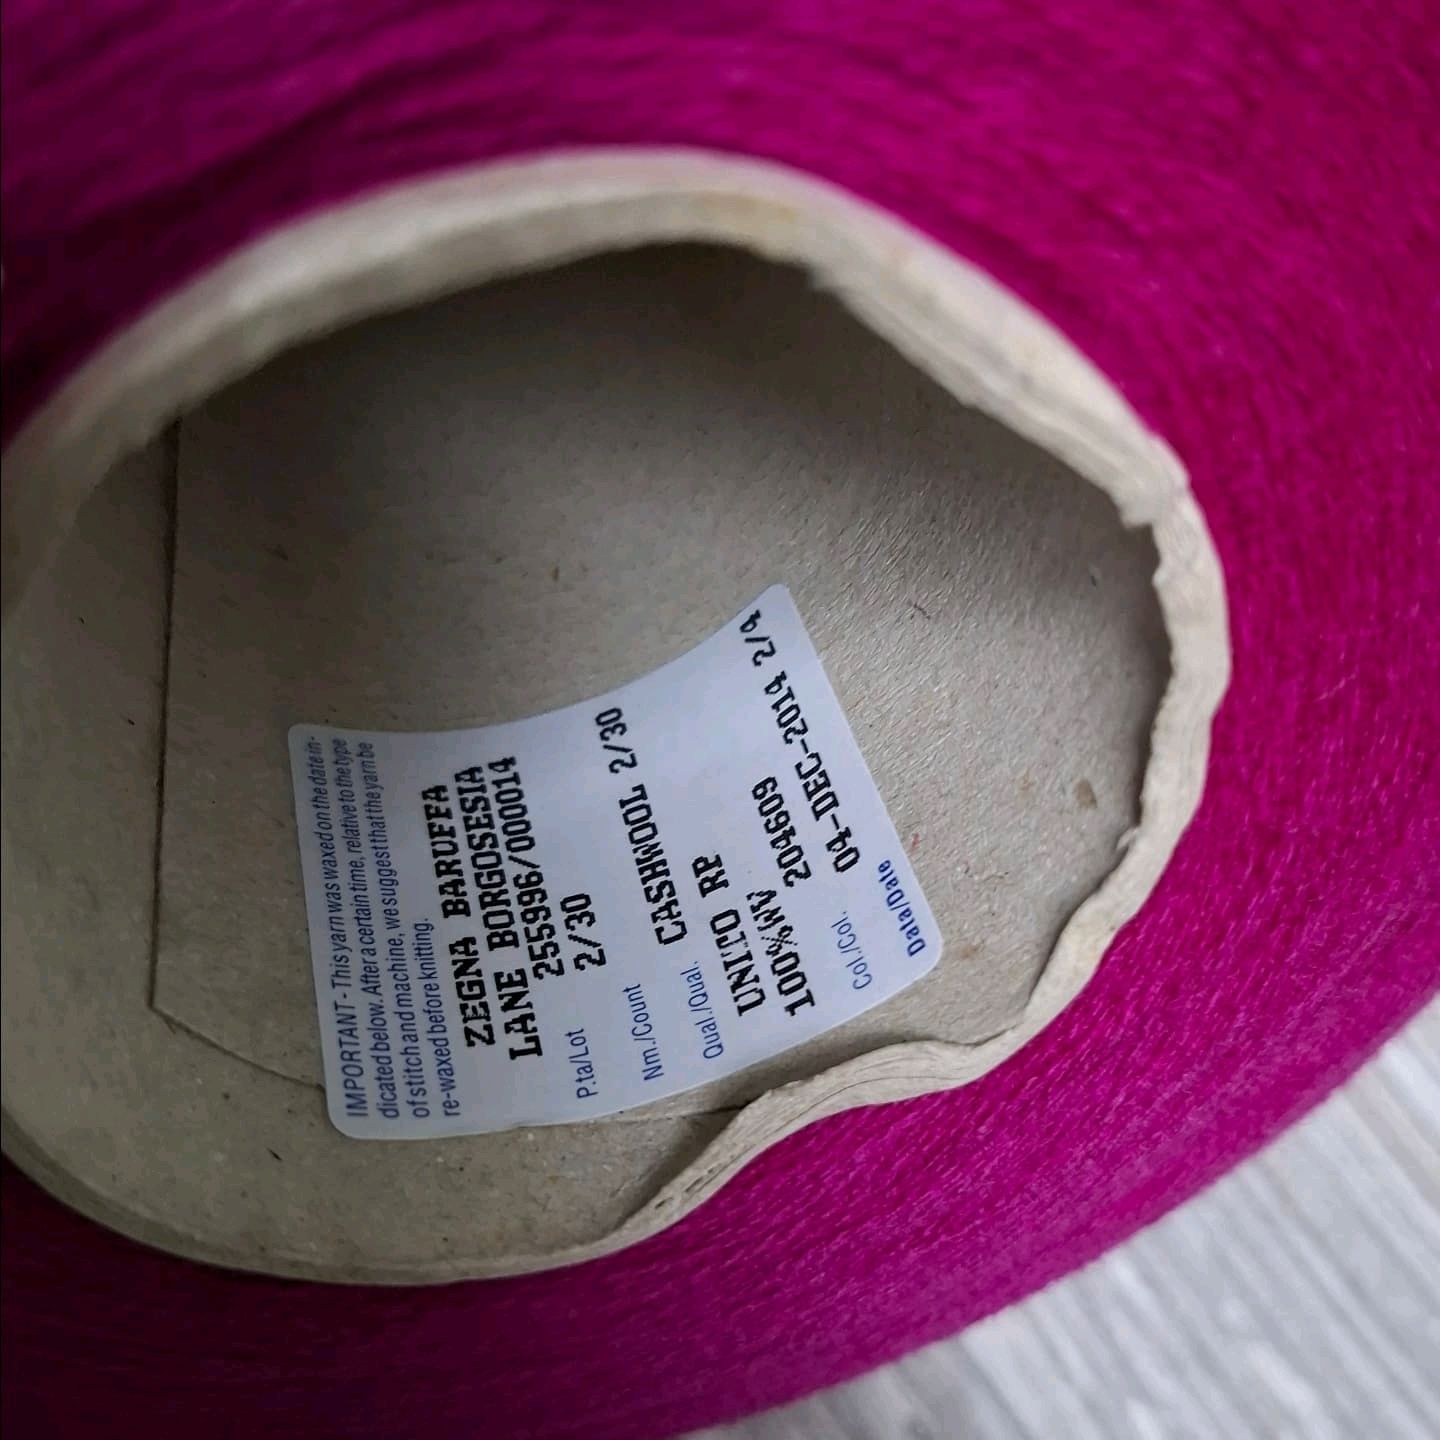 IMPORTANT - This yarn was waxed on the date in-
dicated below. After a certain time, relative to the type
of stitch and machine, we suggest that the yarn be
re-waxed before knitting.
ZEGNA BARUFFA
LANE BORGOSESIA
P.ta/Lot 255996/000014
Nm./Count 2/30
Qual./Qual. CASHWOOL 2/30
UNITO RP
100%WV
Col./Col. 204609
Data/Date 04-DEC-2014 2/4